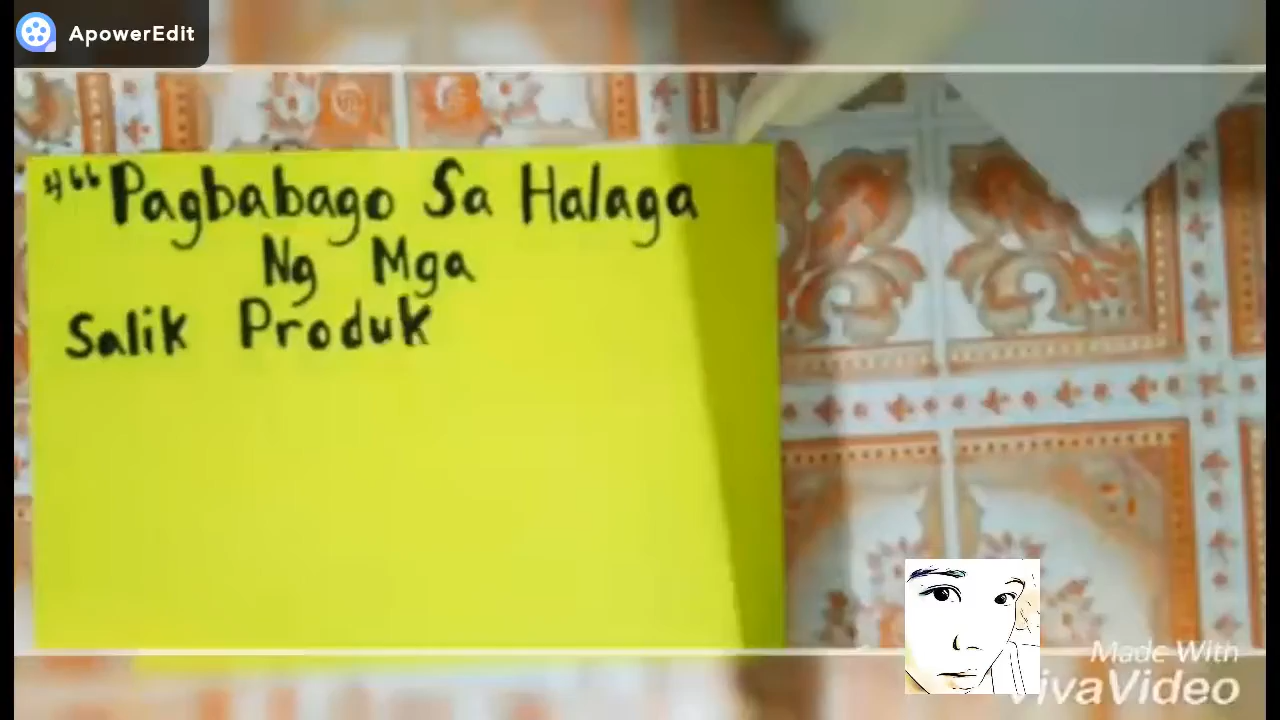 ApowerEdit
#“Pagbabago Sa Halaga
Ng Mga
Salik Produk
Made With
VivaVideo